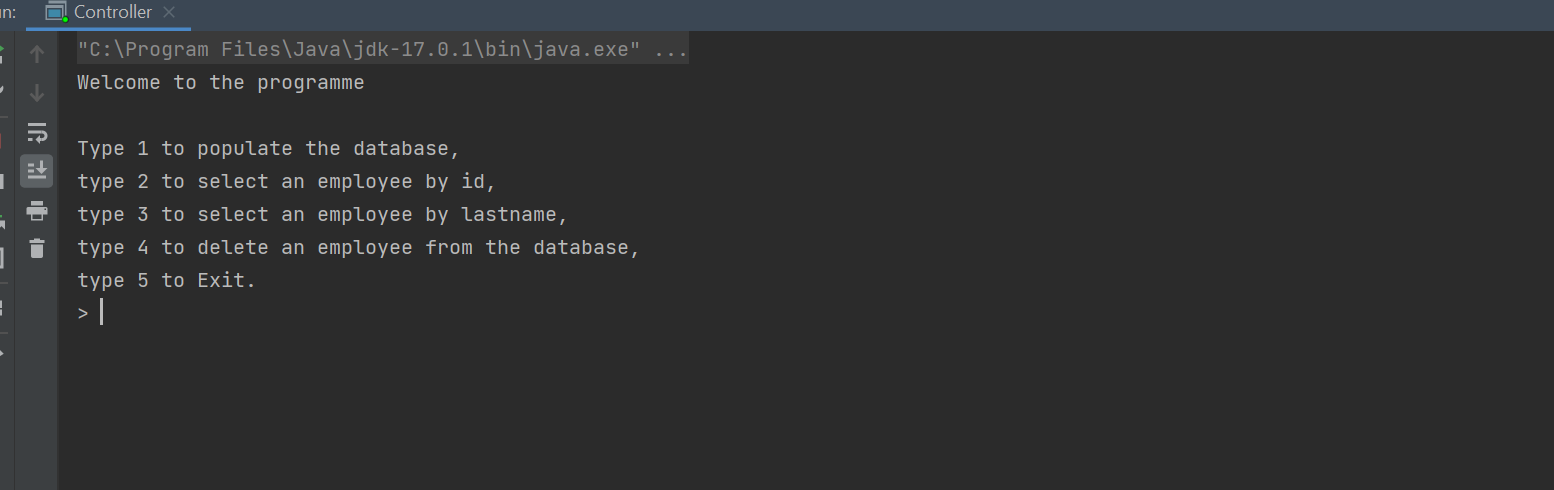 un:
Controller
"C:\Program Files\Java\jdk-17.0.1\bin\java.exe" ...
Welcome to the programme
Type 1 to populate the database,
type 2 to select an employee by id,
type 3 to select an employee by lastname,
type 4 to delete an employee from the database,
type 5 to Exit.
>